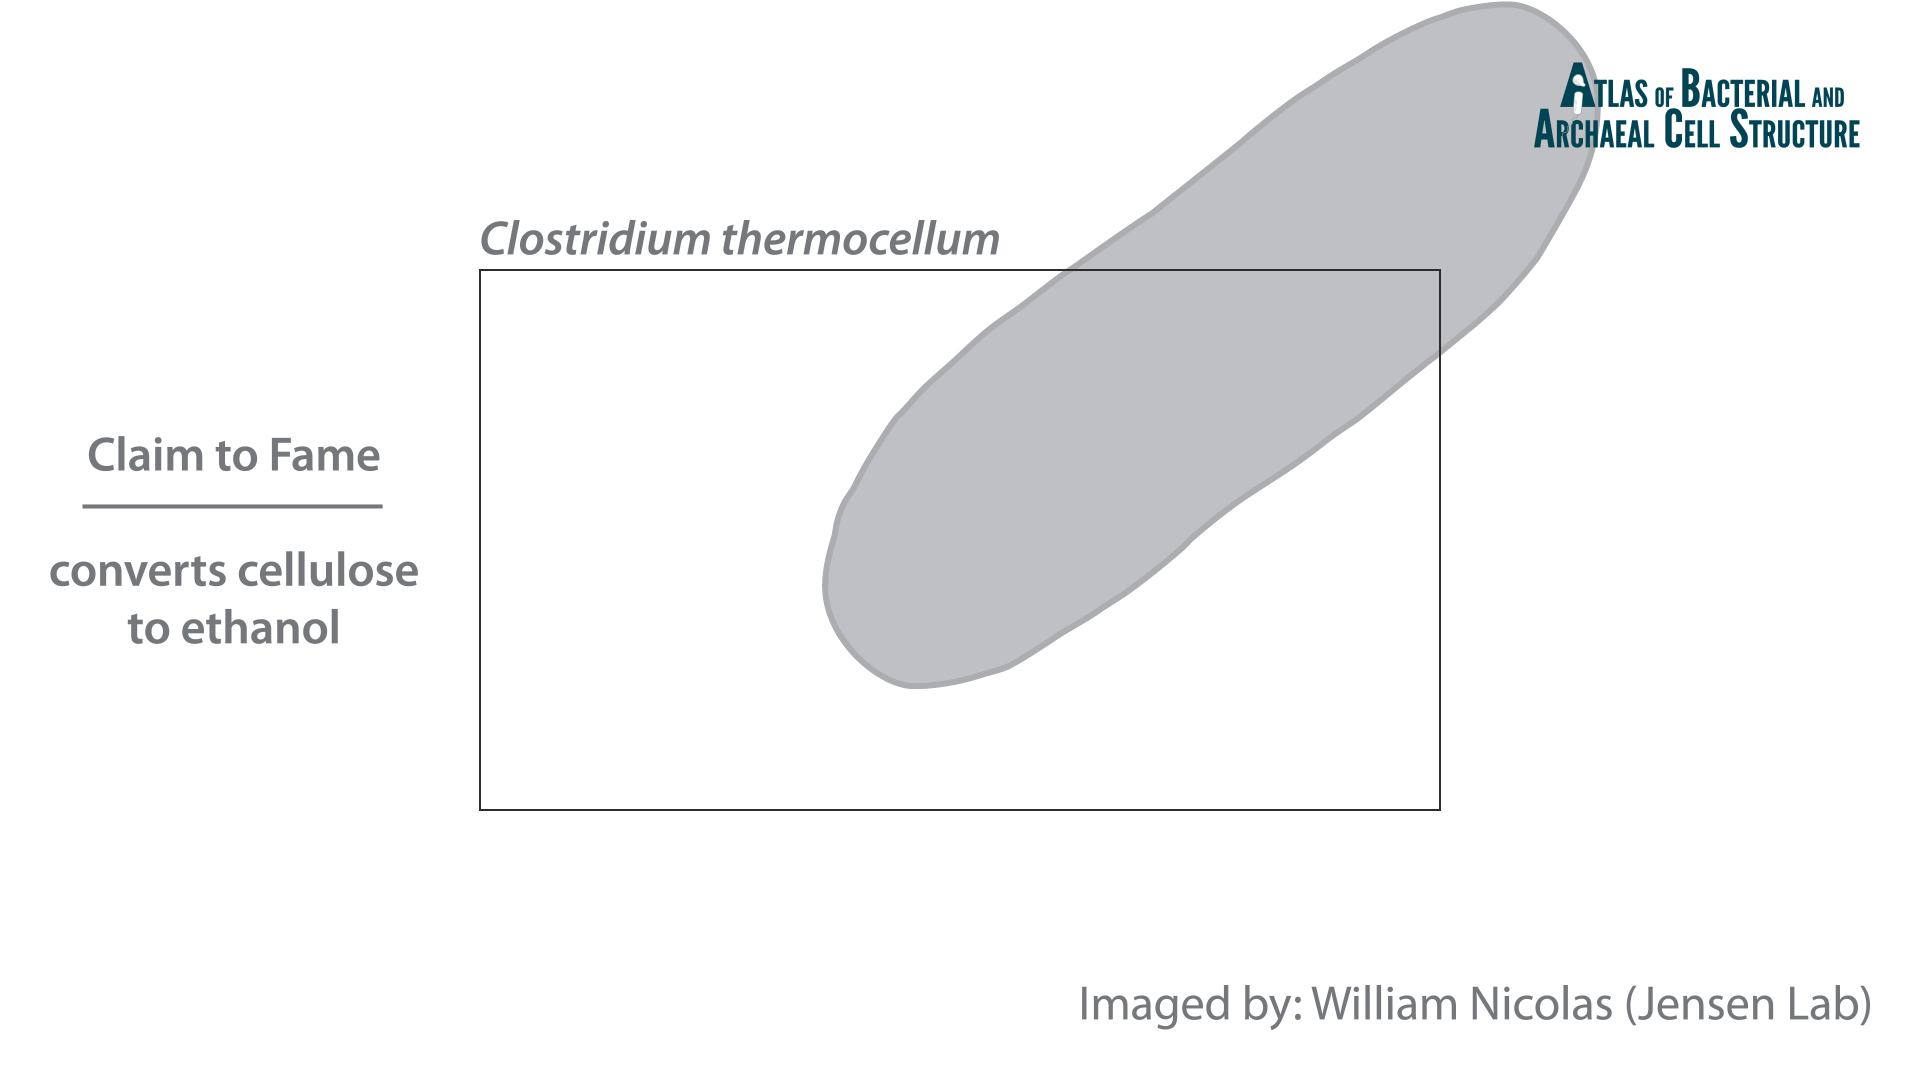 Atlas of Bacterial and
Archaeal Cell Structure
Clostridium thermocellum
Claim to Fame
converts cellulose
to ethanol
Imaged by: William Nicolas (Jensen Lab)